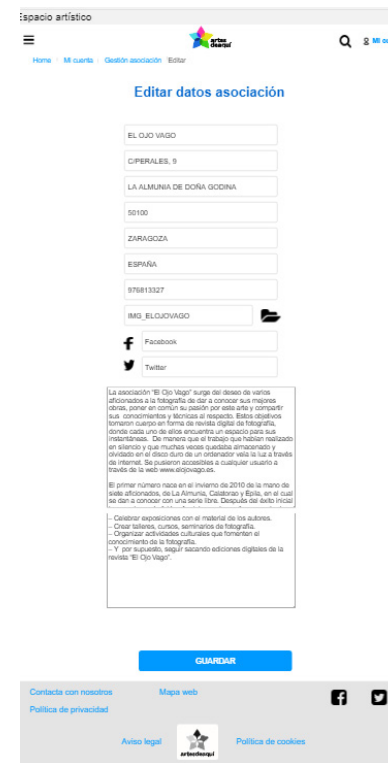 Espacio artístico
artes
deaquí
Home Mi cuenta Gestión asociación Editar
Editar datos asociación
EL OJO VAGO
C/PERALES, 9
LA ALMUNIA DE DOÑA GODINA
50100
ZARAGOZA
ESPAÑA
976813327
IMG_ELOJOVAGO
Facebook
Twitter
La asociación "El Ojo Vago" surge del deseo de varios
aficionados a la fotografía de dar a conocer sus mejores
obras, poner en común su pasión por este arte y compartir
sus conocimientos y técnicas al respecto. Estos objetivos
tomaron cuerpo en forma de revista digital de fotografía,
donde cada uno de ellos encuentra un espacio para sus
instantáneas. De manera que el trabajo que habían realizado
en silencio y que muchas veces quedaba almacenado y
olvidado en el disco duro de un ordenador veía la luz a través
de internet. Se pusieron accesibles a cualquier usuario a
través de la web www.elojovago.es.
El primer número nace en el invierno de 2010 de la mano de
siete aficionados, de La Almunia, Calatorao y Épila, en el cual
se dan a conocer con una serie libre. Después del éxito inicial
– Celebrar exposiciones con el material de los autores.
– Crear talleres, cursos, seminarios de fotografía.
– Organizar actividades culturales que fomenten el
conocimiento de la fotografía.
– Y por supuesto, seguir sacando ediciones digitales de la
revista "El Ojo Vago".
GUARDAR
Contacta con nosotros Mapa web
Política de privacidad
Aviso legal artesdeaquí Política de cookies